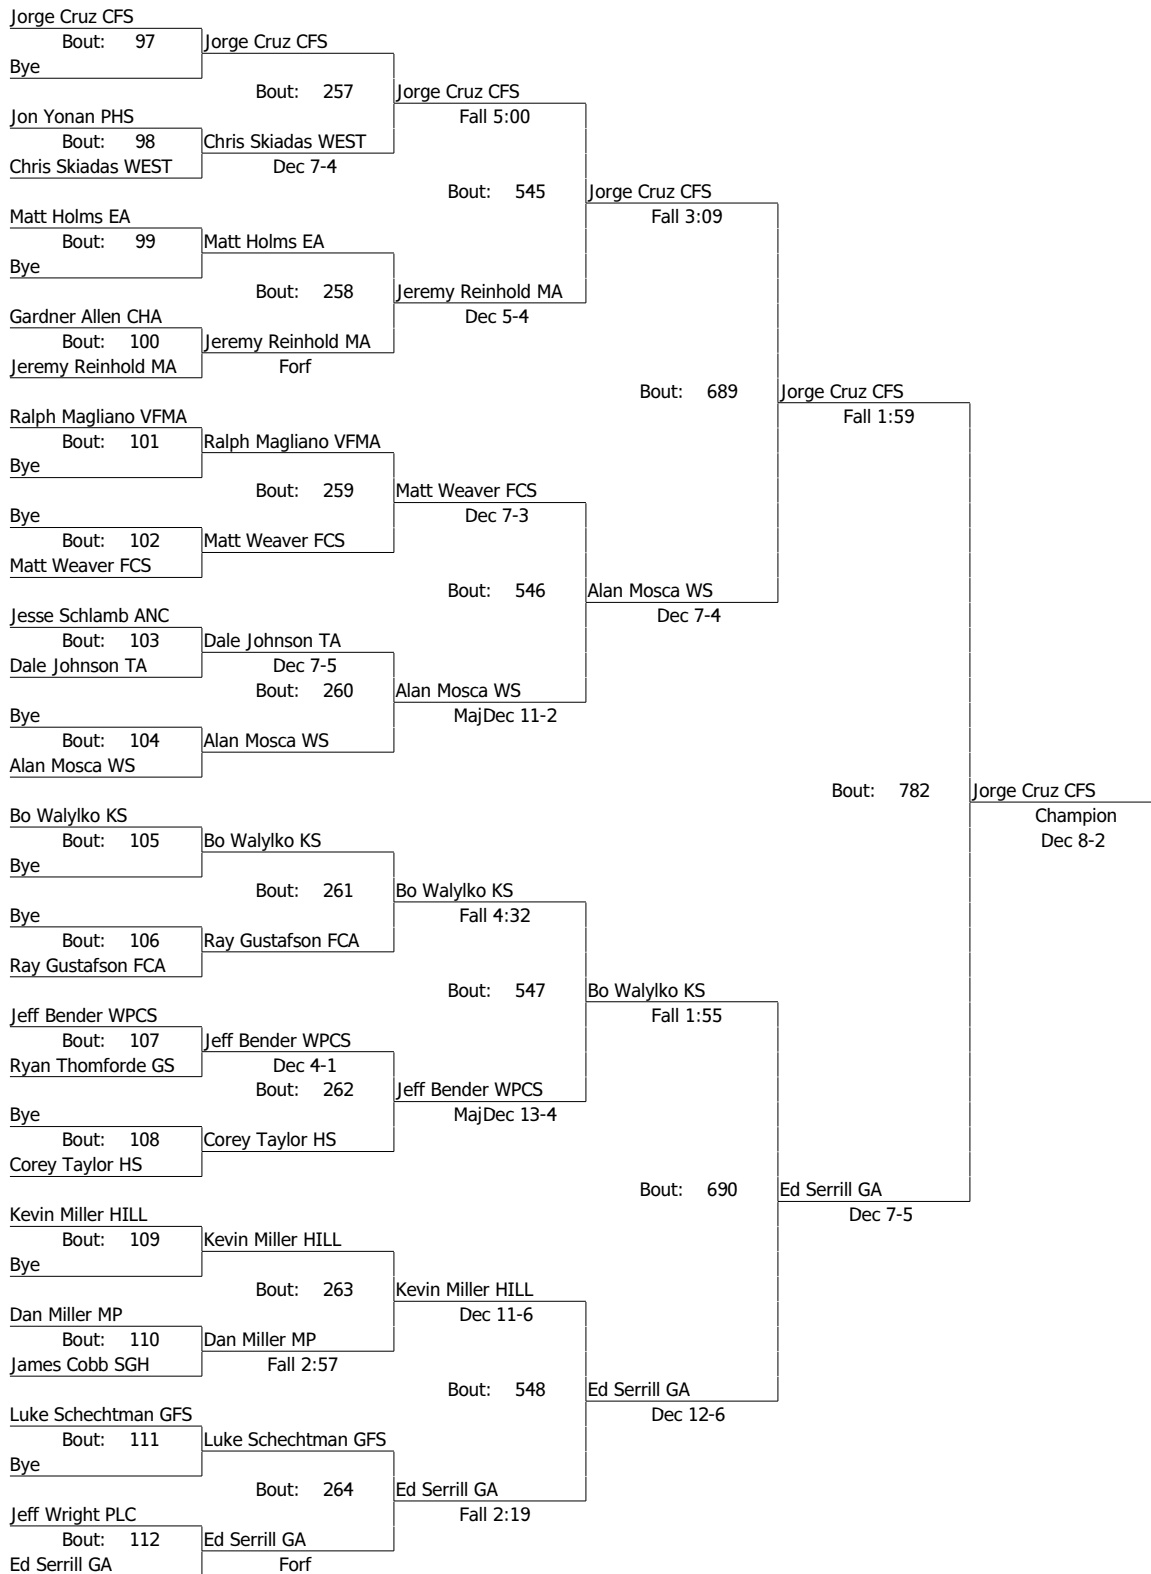 Jorge Cruz CFS
Bout: 97 Jorge Cruz CFS
Bye
Bout: 257 Jorge Cruz CFS
Jon Yonan PHS Fall 5:00
Bout: 98 Chris Skiadas WEST
Chris Skiadas WEST Dec 7-4
Bout: 545 Jorge Cruz CFS
Matt Holms EA Fall 3:09
Bout: 99 Matt Holms EA
Bye
Bout: 258 Jeremy Reinhold MA
Gardner Allen CHA Dec 5-4
Bout: 100 Jeremy Reinhold MA
Jeremy Reinhold MA Forf
Bout: 689 Jorge Cruz CFS
Ralph Magliano VFMA Fall 1:59
Bout: 101 Ralph Magliano VFMA
Bye
Bout: 259 Matt Weaver FCS
Bye Dec 7-3
Bout: 102 Matt Weaver FCS
Matt Weaver FCS
Bout: 546 Alan Mosca WS
Jesse Schlamb ANC Dec 7-4
Bout: 103 Dale Johnson TA
Dale Johnson TA Dec 7-5
Bout: 260 Alan Mosca WS
Bye MajDec 11-2
Bout: 104 Alan Mosca WS
Alan Mosca WS
Bout: 782 Jorge Cruz CFS
Bo Walylko KS Champion
Bout: 105 Bo Walylko KS Dec 8-2
Bye
Bout: 261 Bo Walylko KS
Bye Fall 4:32
Bout: 106 Ray Gustafson FCA
Ray Gustafson FCA
Bout: 547 Bo Walylko KS
Jeff Bender WPCS Fall 1:55
Bout: 107 Jeff Bender WPCS
Ryan Thomforde GS Dec 4-1
Bout: 262 Jeff Bender WPCS
Bye MajDec 13-4
Bout: 108 Corey Taylor HS
Corey Taylor HS
Bout: 690 Ed Serrill GA
Kevin Miller HILL Dec 7-5
Bout: 109 Kevin Miller HILL
Bye
Bout: 263 Kevin Miller HILL
Dan Miller MP Dec 11-6
Bout: 110 Dan Miller MP
James Cobb SGH Fall 2:57
Bout: 548 Ed Serrill GA
Luke Schechtman GFS Dec 12-6
Bout: 111 Luke Schechtman GFS
Bye
Bout: 264 Ed Serrill GA
Jeff Wright PLC Fall 2:19
Bout: 112 Ed Serrill GA
Ed Serrill GA Forf